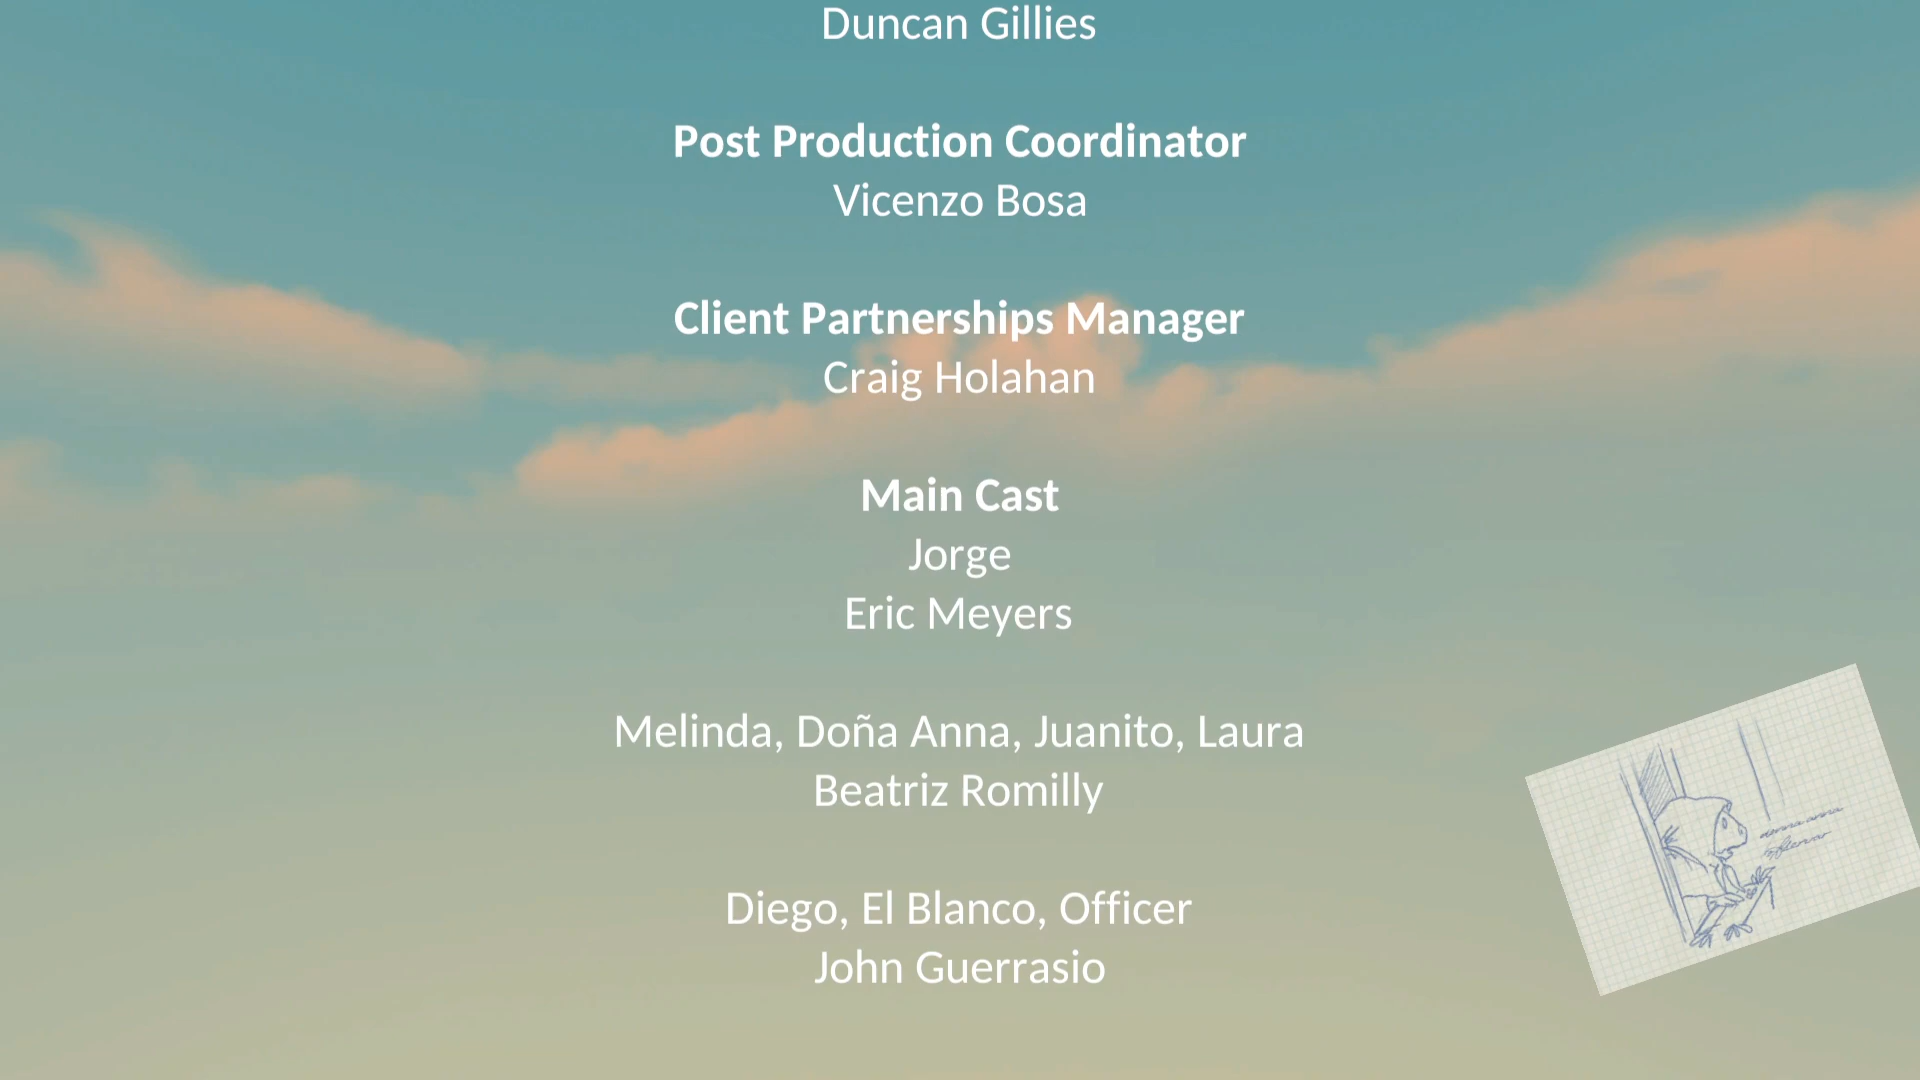 Duncan Gillies
Post Production Coordinator
Vicenzo Bosa
Client Partnerships Manager
Craig Holahan
Main Cast
Jorge
Eric Meyers
Melinda, Doña Anna, Juanito, Laura
Beatriz Romilly
Diego, El Blanco, Officer
John Guerrasio